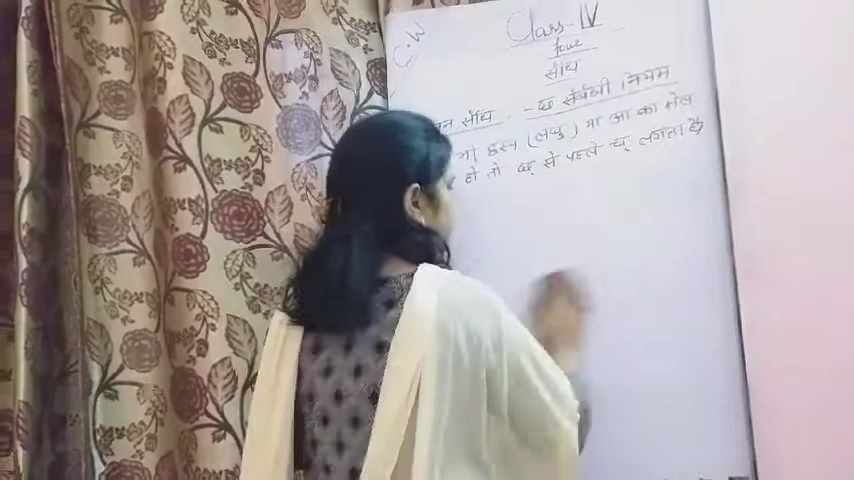 C.W
Class - IV
four
संधि
संधि - छ संबंधी नियम
ह्रस्व (लघु) या आ का मेल
हो तो छ् से पहले च् लगता है